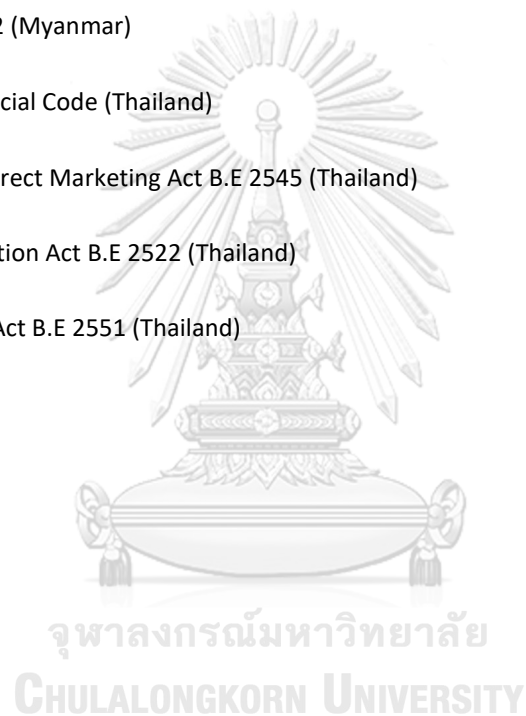 2 (Myanmar)
cial Code (Thailand)
rect Marketing Act B.E 2545 (Thailand)
tion Act B.E 2522 (Thailand)
Act B.E 2551 (Thailand)
จุฬาลงกรณ์มหาวิทยาลัย
CHULALONGKORN UNIVERSITY